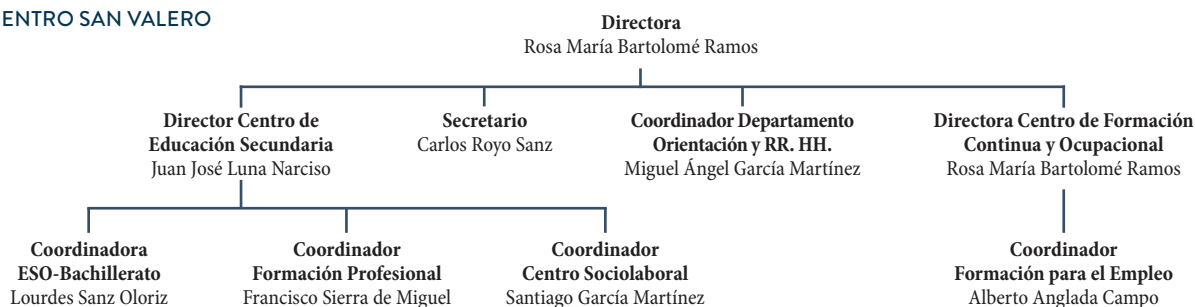 ENTRO SAN VALERO
Directora
Rosa María Bartolomé Ramos
Director Centro de
Educación Secundaria
Juan José Luna Narciso
Secretario
Carlos Royo Sanz
Coordinador Departamento
Orientación y RR. HH.
Miguel Ángel García Martínez
Directora Centro de Formación
Continua y Ocupacional
Rosa María Bartolomé Ramos
Coordinadora
ESO-Bachillerato
Lourdes Sanz Oloriz
Coordinador
Formación Profesional
Francisco Sierra de Miguel
Coordinador
Centro Sociolaboral
Santiago García Martínez
Coordinador
Formación para el Empleo
Alberto Anglada Campo